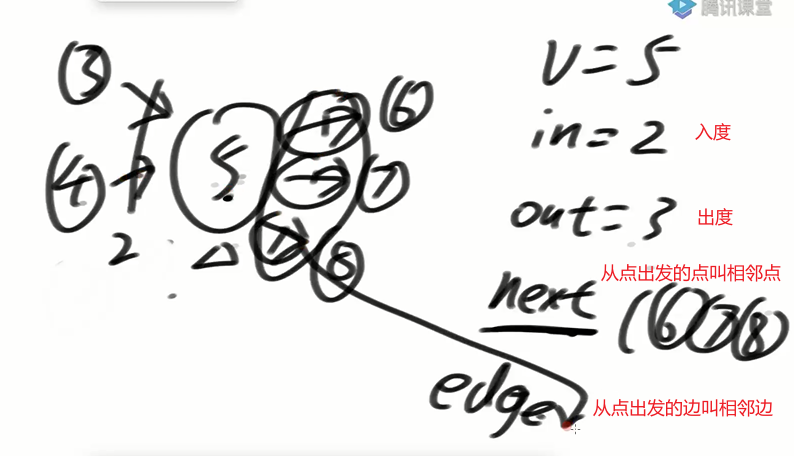 腾讯课堂
3
6
4
5
7
2
8
V=5
in=2 入度
out=3 出度
从点出发的点叫相邻点
next (6 7 8
edge 从点出发的边叫相邻边